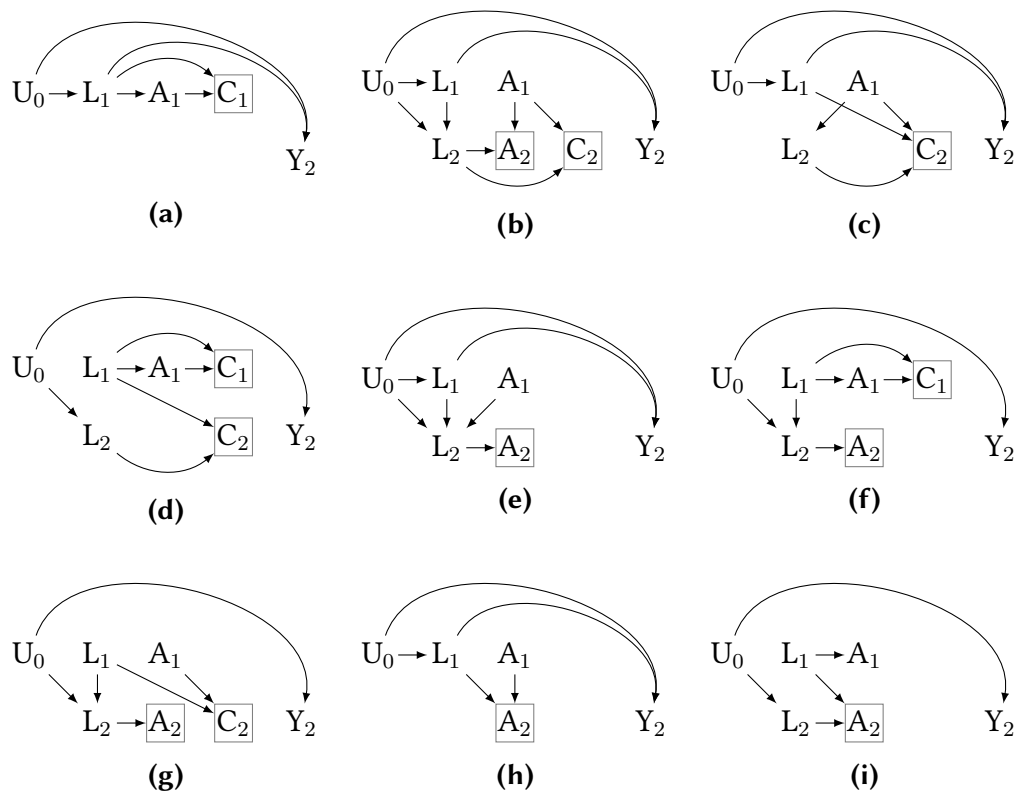 U₀ L₁ A₁ C₁
Y₂
(a)
U₀ L₁ A₁
L₂ A₂ C₂ Y₂
(b)
U₀ L₁ A₁
L₂ C₂ Y₂
(c)
U₀ L₁ A₁ C₁
L₂ C₂ Y₂
(d)
U₀ L₁ A₁
L₂ A₂ Y₂
(e)
U₀ L₁ A₁ C₁
L₂ A₂ Y₂
(f)
U₀ L₁ A₁
L₂ A₂ C₂ Y₂
(g)
U₀ L₁ A₁
A₂ Y₂
(h)
U₀ L₁ A₁
L₂ A₂ Y₂
(i)